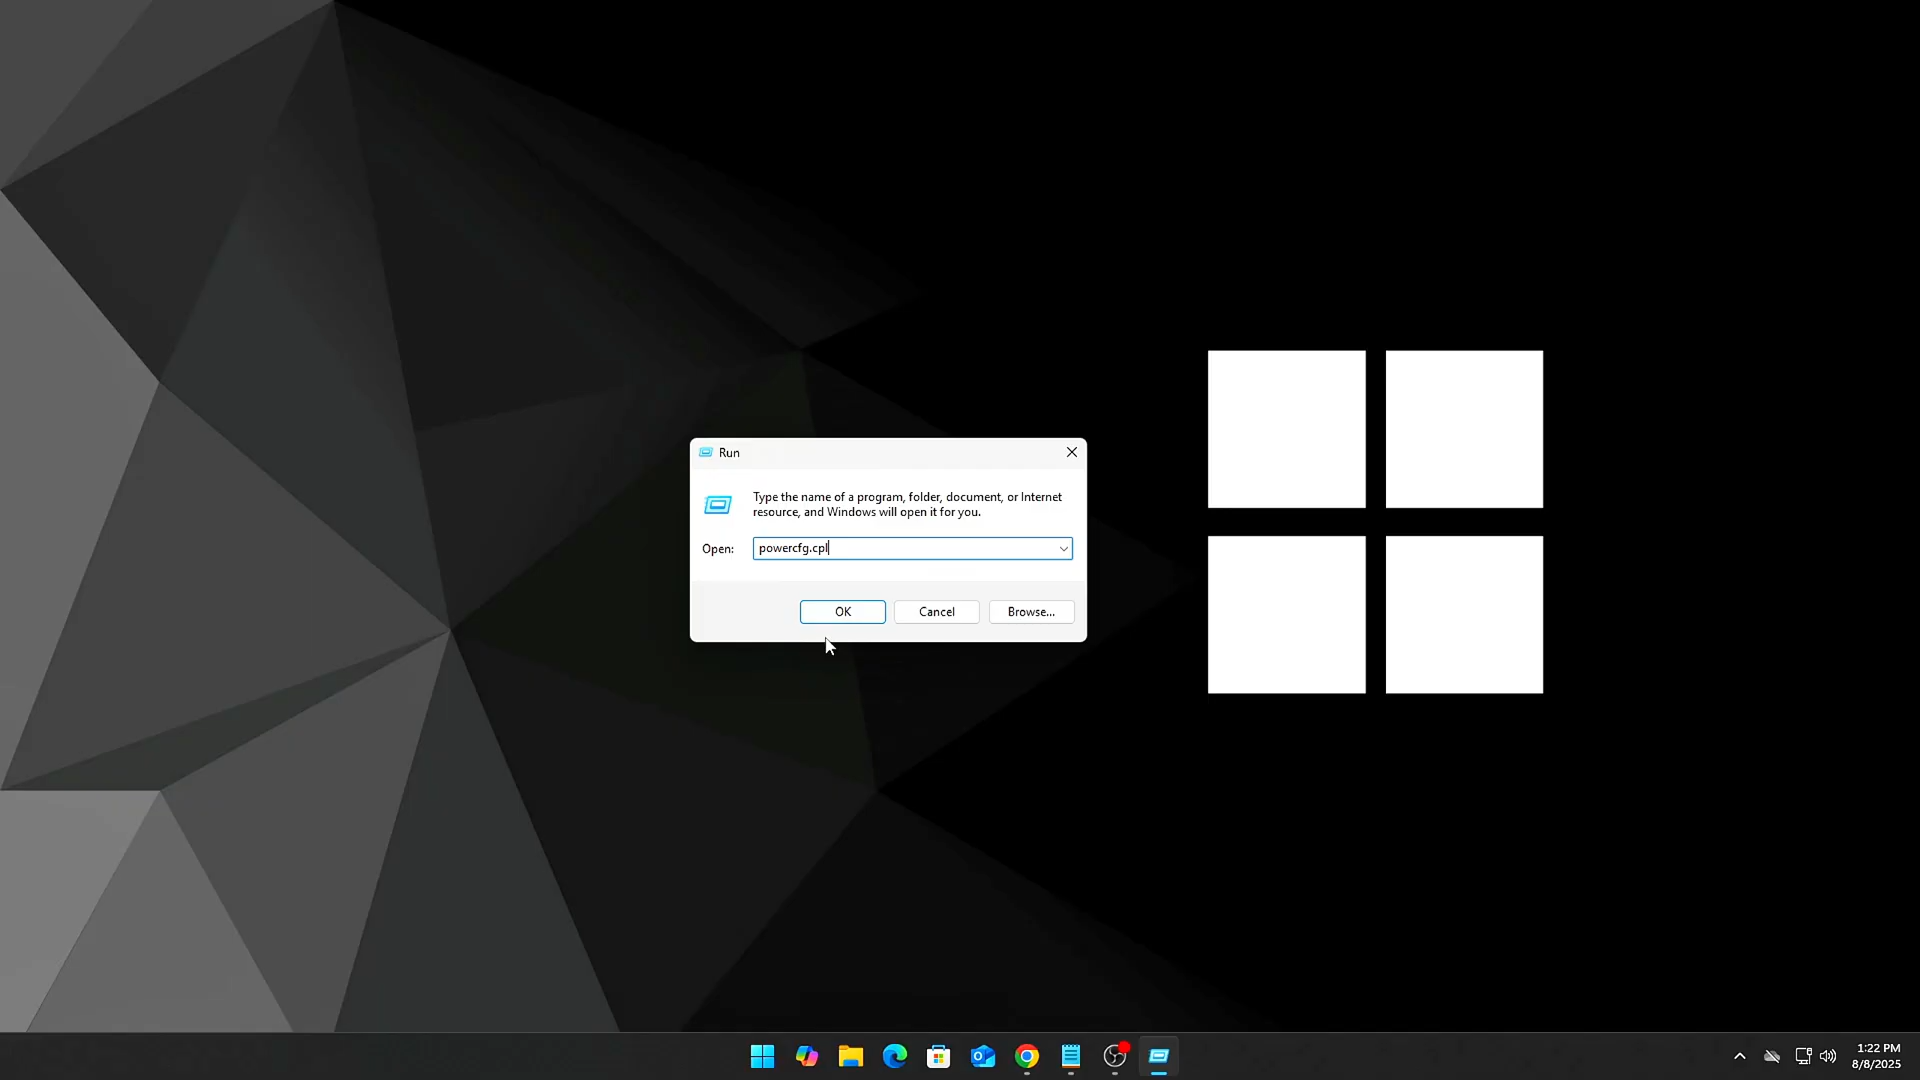 Run
Type the name of a program, folder, document, or Internet
resource, and Windows will open it for you.
Open:
powercfg.cpl
OK
Cancel
Browse...
1:22 PM
8/8/2025